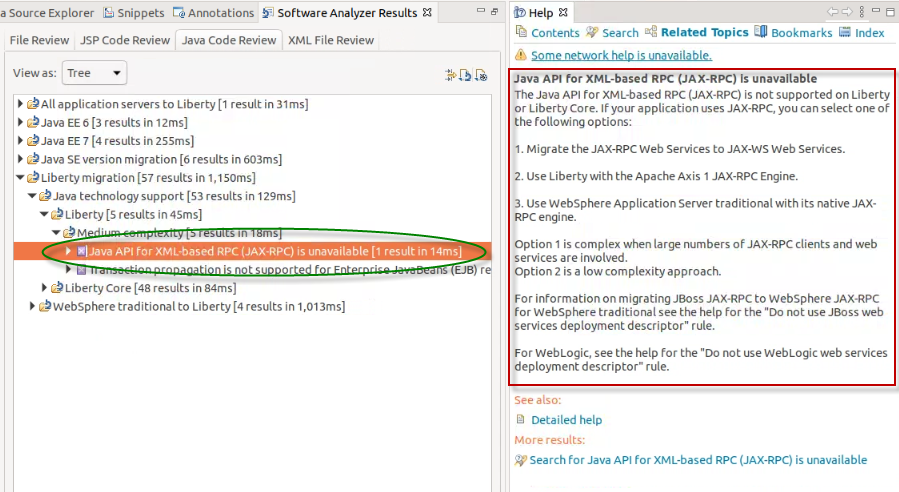 a Source Explorer Snippets Annotations Software Analyzer Results
File Review JSP Code Review Java Code Review XML File Review
View as: Tree
All application servers to Liberty [1 result in 31ms]
Java EE 6 [3 results in 12ms]
Java EE 7 [4 results in 255ms]
Java SE version migration [6 results in 603ms]
Liberty migration [57 results in 1,150ms]
Java technology support [53 results in 129ms]
Liberty [5 results in 45ms]
Medium complexity [5 results in 18ms]
Java API for XML-based RPC (JAX-RPC) is unavailable [1 result in 14ms]
Transaction propagation is not supported for Enterprise JavaBeans (EJB) re
Liberty Core [48 results in 84ms]
WebSphere traditional to Liberty [4 results in 1,013ms]
Help
Contents Search Related Topics Bookmarks Index
Some network help is unavailable.
Java API for XML-based RPC (JAX-RPC) is unavailable
The Java API for XML-based RPC (JAX-RPC) is not supported on Liberty
or Liberty Core. If your application uses JAX-RPC, you can select one of
the following options:
1. Migrate the JAX-RPC Web Services to JAX-WS Web Services.
2. Use Liberty with the Apache Axis 1 JAX-RPC Engine.
3. Use WebSphere Application Server traditional with its native JAX-
RPC engine.
Option 1 is complex when large numbers of JAX-RPC clients and web
services are involved.
Option 2 is a low complexity approach.
For information on migrating JBoss JAX-RPC to WebSphere JAX-RPC
for WebSphere traditional see the help for the "Do not use JBoss web
services deployment descriptor" rule.
For WebLogic, see the help for the "Do not use WebLogic web services
deployment descriptor" rule.
See also:
Detailed help
More results:
Search for Java API for XML-based RPC (JAX-RPC) is unavailable